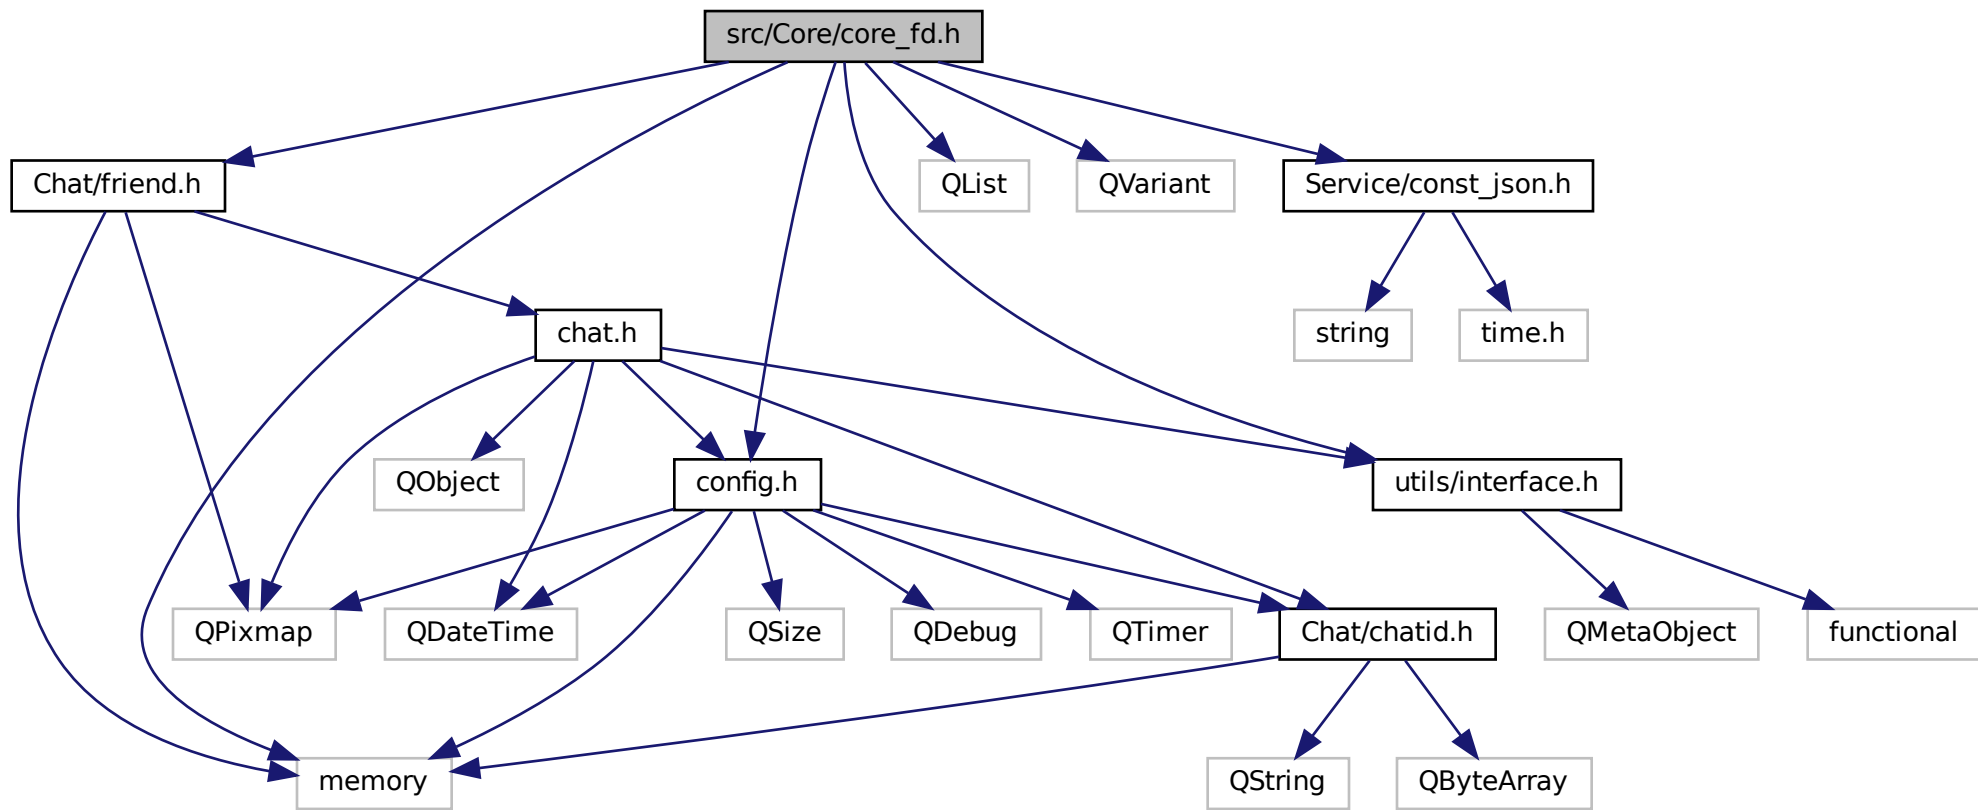 src/Core/core_fd.h
Chat/friend.h
QList
QVariant
Service/const_json.h
chat.h
string
time.h
QObject
config.h
utils/interface.h
QPixmap
QDateTime
QSize
QDebug
QTimer
Chat/chatid.h
QMetaObject
functional
memory
QString
QByteArray